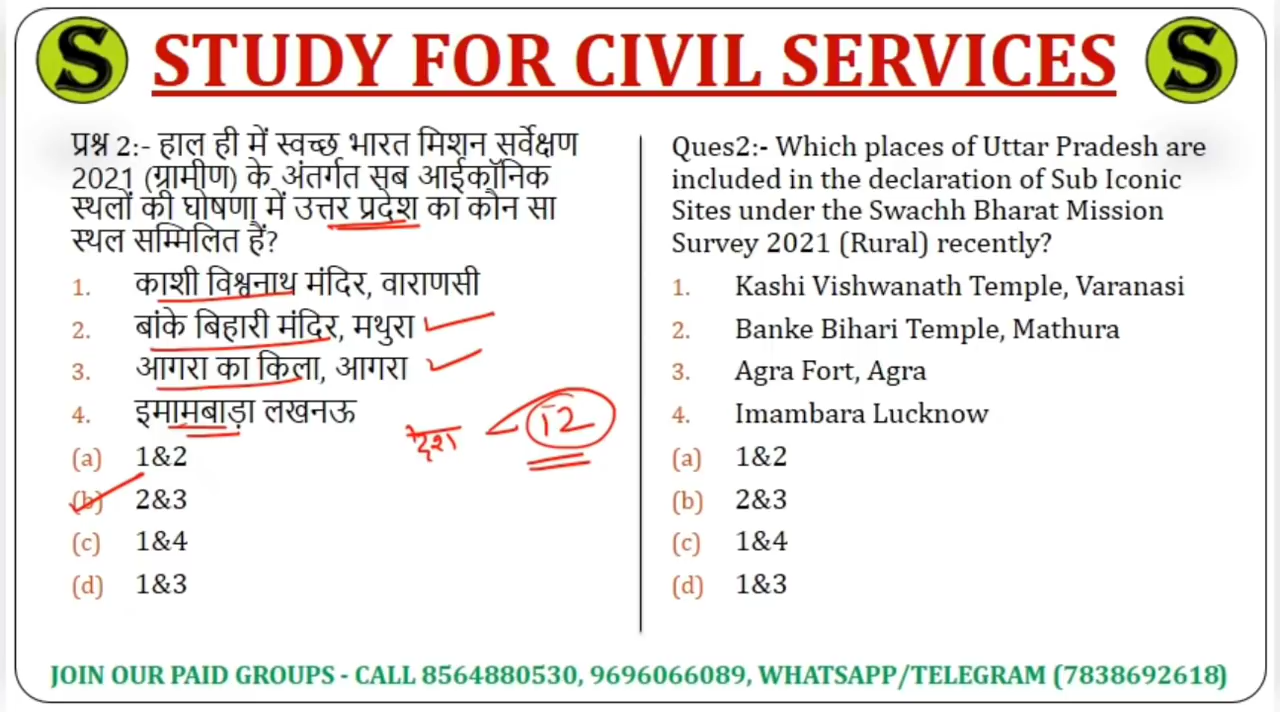 S STUDY FOR CIVIL SERVICES S
प्रश्न 2:- हाल ही में स्वच्छ भारत मिशन सर्वेक्षण
2021 (ग्रामीण) के अंतर्गत सब आईकॉनिक
स्थलों की घोषणा में उत्तर प्रदेश का कौन सा
स्थल सम्मिलित हैं?
1. काशी विश्वनाथ मंदिर, वाराणसी
2. बांके बिहारी मंदिर, मथुरा
3. आगरा का किला, आगरा
4. इमामबाड़ा लखनऊ
देश 12
(a) 1&2
(b) 2&3
(c) 1&4
(d) 1&3
Ques2:- Which places of Uttar Pradesh are
included in the declaration of Sub Iconic
Sites under the Swachh Bharat Mission
Survey 2021 (Rural) recently?
1. Kashi Vishwanath Temple, Varanasi
2. Banke Bihari Temple, Mathura
3. Agra Fort, Agra
4. Imambara Lucknow
(a) 1&2
(b) 2&3
(c) 1&4
(d) 1&3
JOIN OUR PAID GROUPS - CALL 8564880530, 9696066089, WHATSAPP/TELEGRAM (7838692618)